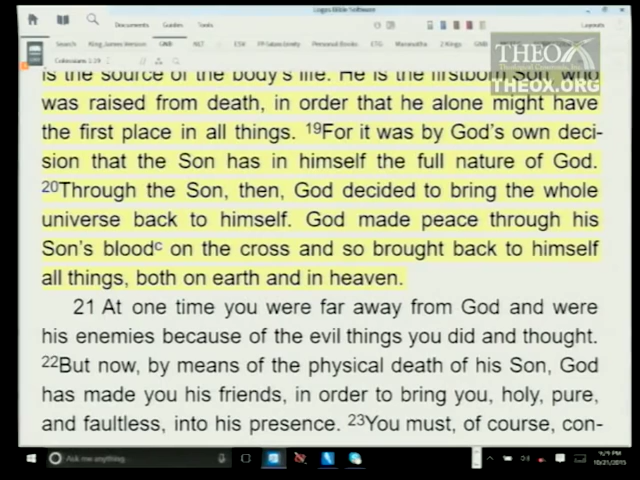 Logos Bible Software
Documents Guides Tools Layouts
Search King James Version GNB NLT ESV Personal Books ETG Maranatha 2 Kings GNB
Colossians 1:19
THEOX
THEOX.ORG
is the source of the body's life. He is the firstborn Son, who
was raised from death, in order that he alone might have
the first place in all things. 19For it was by God's own deci-
sion that the Son has in himself the full nature of God.
20Through the Son, then, God decided to bring the whole
universe back to himself. God made peace through his
Son's bloodc on the cross and so brought back to himself
all things, both on earth and in heaven.
21 At one time you were far away from God and were
his enemies because of the evil things you did and thought.
22But now, by means of the physical death of his Son, God
has made you his friends, in order to bring you, holy, pure,
and faultless, into his presence. 23You must, of course, con-
Ask me anything
10/21/2015